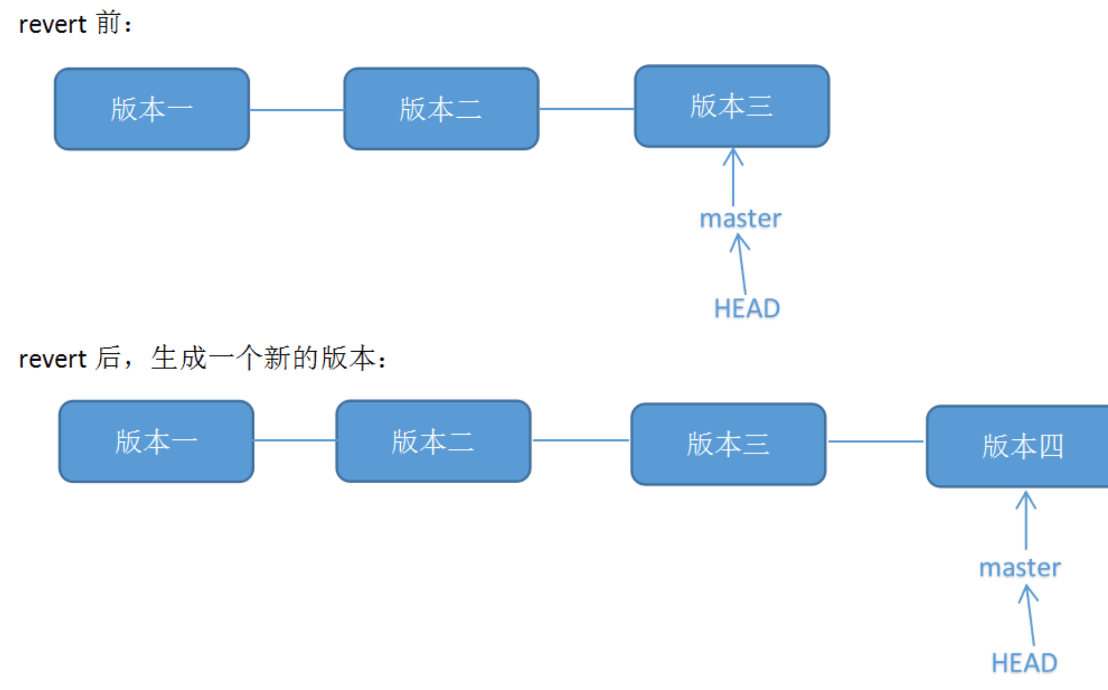 revert 前：
版本一 版本二 版本三
master
HEAD
revert 后，生成一个新的版本：
版本一 版本二 版本三 版本四
master
HEAD